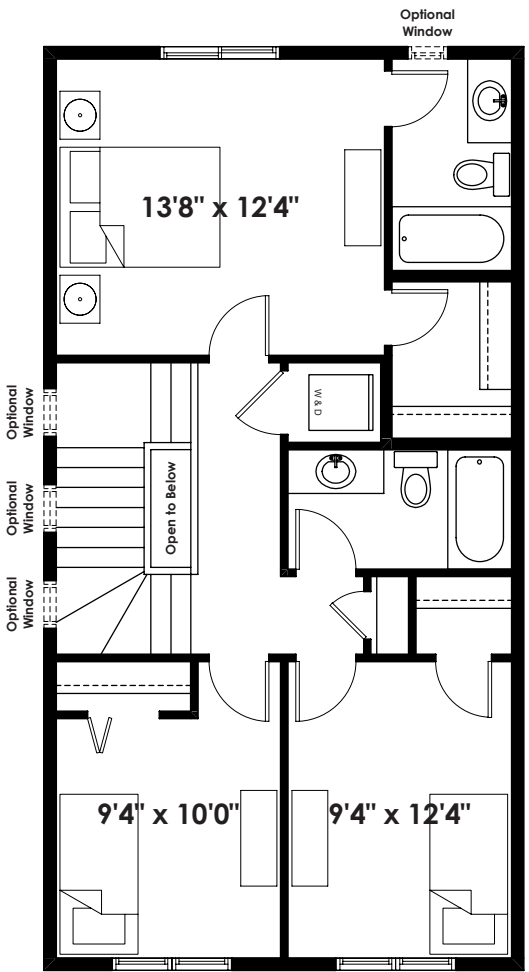 Optional
Window
13'8" x 12'4"
W & D
Optional
Window
Open to Below
Optional
Window
Optional
Window
9'4" x 10'0"
9'4" x 12'4"